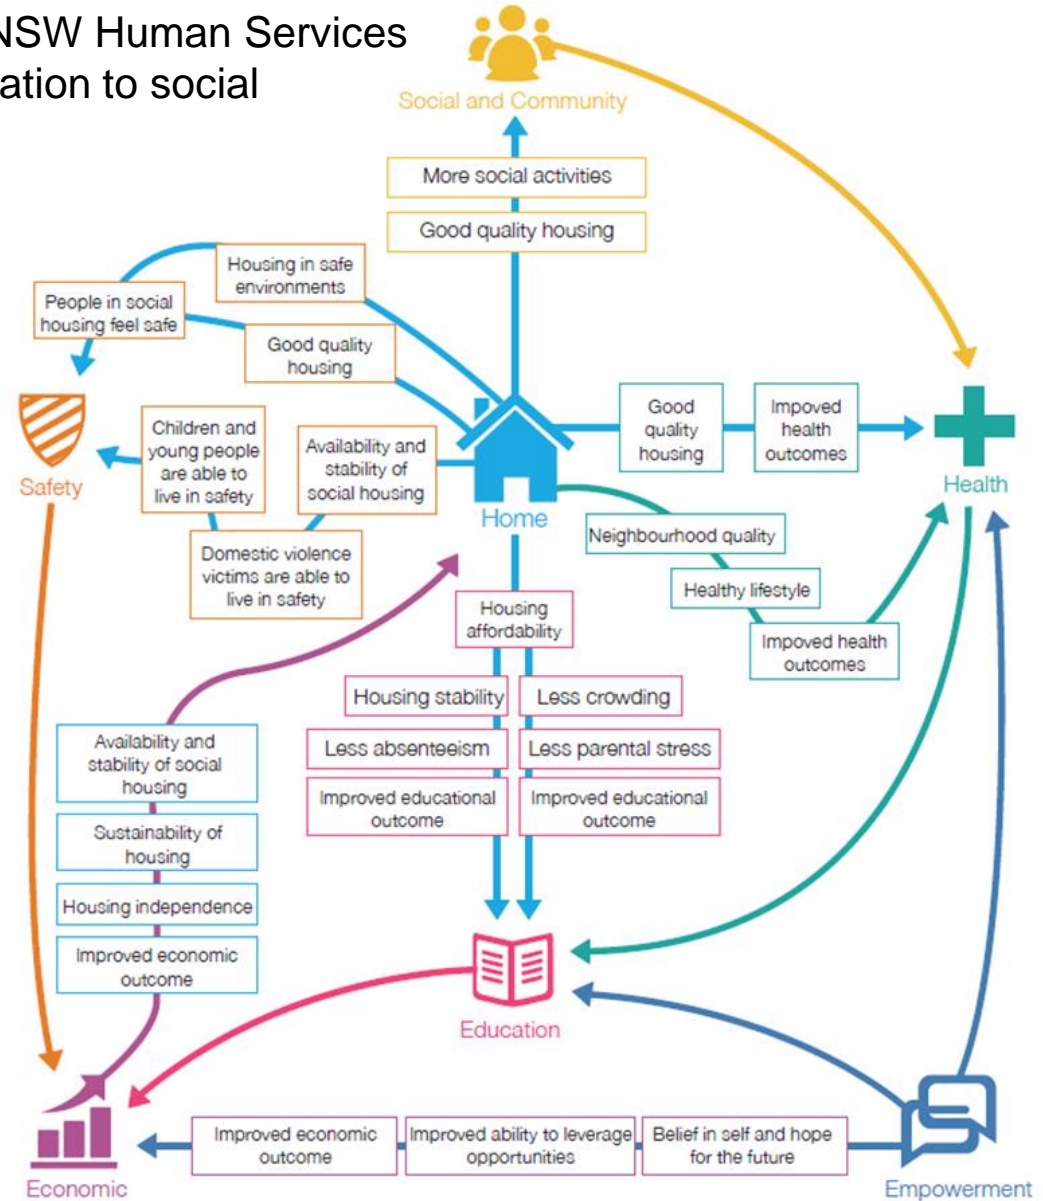 NSW Human Services
ation to social
Social and Community
More social activities
Good quality housing
Housing in safe
environments
People in social
housing feel safe
Good quality
housing
Safety
Children and
young people
are able to
live in safety
Availability and
stability of
social housing
Domestic violence
victims are able to
live in safety
Home
Good
quality
housing
Impoved
health
outcomes
Health
Neighbourhood quality
Healthy lifestyle
Impoved health
outcomes
Housing
affordability
Housing stability
Less crowding
Less absenteeism
Less parental stress
Improved educational
outcome
Improved educational
outcome
Availability and
stability of social
housing
Sustainability of
housing
Housing independence
Improved economic
outcome
Education
Economic
Improved economic
outcome
Improved ability to leverage
opportunities
Belief in self and hope
for the future
Empowerment